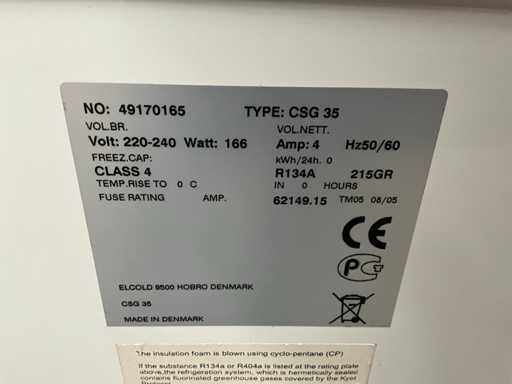 NO: 49170165 TYPE: CSG 35
VOL.BR. VOL.NETT.
Volt: 220-240 Watt: 166 Amp: 4 Hz50/60
FREEZ.CAP: kWh/24h. 0
CLASS 4 R134A 215GR
TEMP.RISE TO 0 C IN 0 HOURS
FUSE RATING AMP. 62149.15 TM05 08/05
CE
PC
ELCOLD 9500 HOBRO DENMARK
CSG 35
MADE IN DENMARK
The insulation foam is blown using cyclo-pentane (CP)
If the substance R134a or R404a is listed at the rating plate
above,the refrigeration system, which is hermetically sealed
contains fluorinated greenhouse gases covered by the Kyot